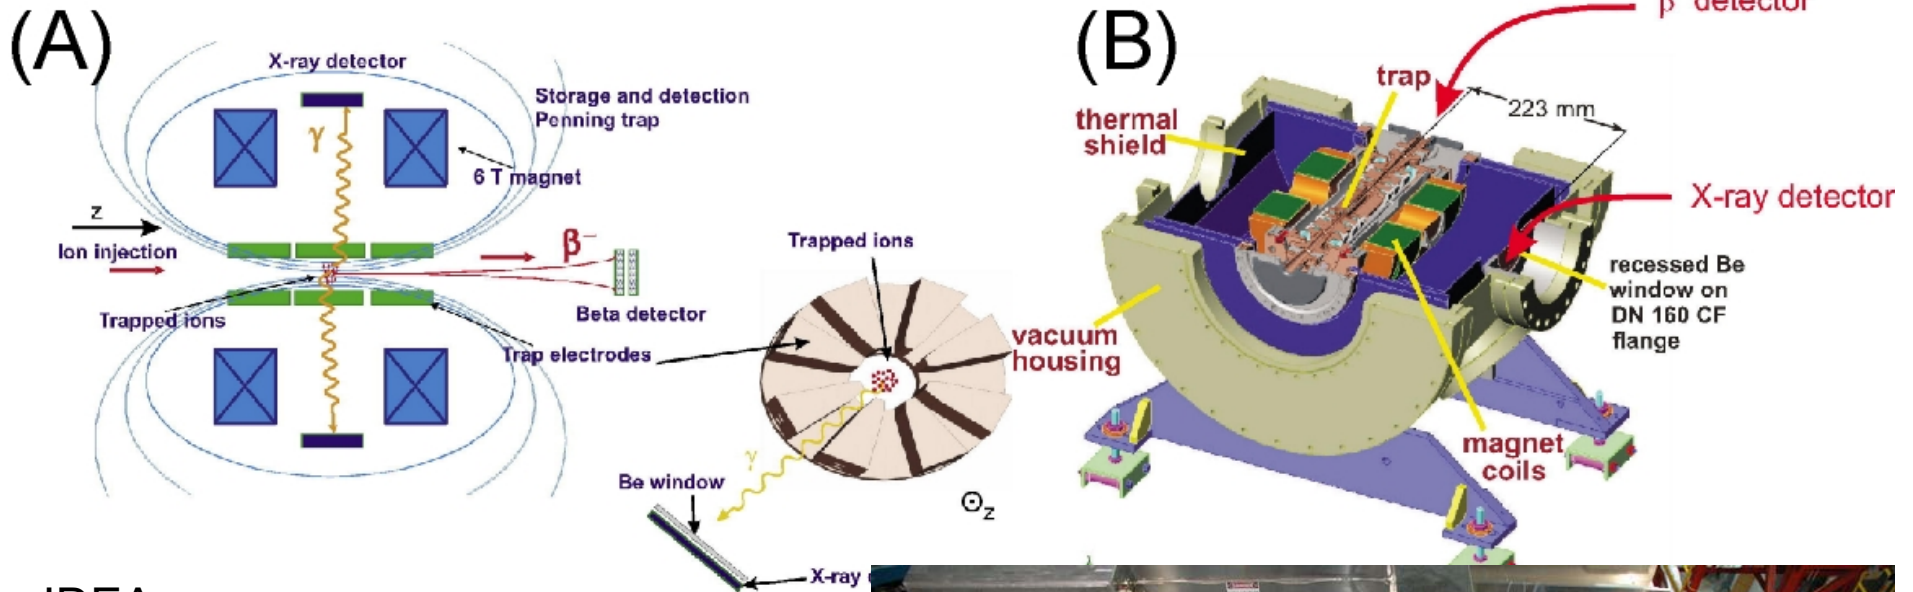 (A)
X-ray detector
Storage and detection
Penning trap
γ
6 T magnet
z
Ion injection
β⁻
Trapped ions
Beta detector
Trap electrodes
Trapped ions
γ
Be window
⊙z
X-ray
(B)
β⁻ detector
trap
223 mm
thermal
shield
X-ray detector
recessed Be
window on
DN 160 CF
flange
vacuum
housing
magnet
coils
IDEA